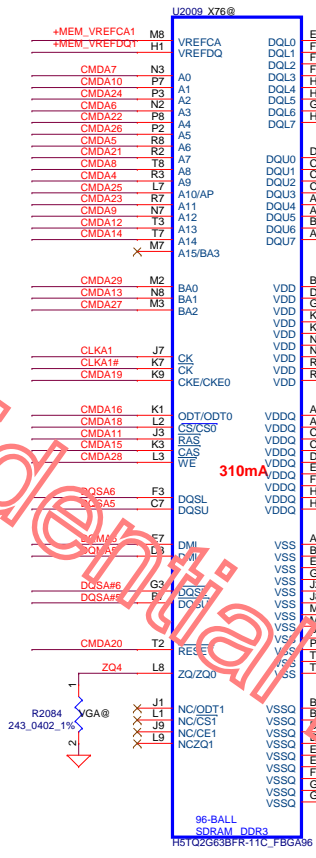 U2009 X76@
+MEM_VREFCA1 M8 VREFCA DQL0 E
+MEM_VREFDQ1 H1 VREFDQ DQL1 F
DQL2 F
CMDA7 N3 A0 DQL3 F
CMDA10 P7 A1 DQL4 H
CMDA24 P3 A2 DQL5 H
CMDA6 N2 A3 DQL6 G
CMDA22 P8 A4 DQL7 H
CMDA26 P2 A5
CMDA5 R8 A6
CMDA21 R2 A7 DQU0 D
CMDA8 T8 A8 DQU1 C
CMDA4 R3 A9 DQU2 C
CMDA25 L7 A10/AP DQU3 C
CMDA23 R7 A11 DQU4 A
CMDA9 N7 A12 DQU5 A
CMDA12 T3 A13 DQU6 B
CMDA14 T7 A14 DQU7 A
M7 A15/BA3
CMDA29 M2 BA0 VDD B
CMDA13 N8 BA1 VDD D
CMDA27 M3 BA2 VDD G
VDD K
VDD K
VDD N
CLKA1 J7 CK VDD N
CLKA1# K7 CK VDD R
CMDA19 K9 CKE/CKE0 VDD R
CMDA16 K1 ODT/ODT0 VDDQ A
CMDA18 L2 CS/CS0 VDDQ A
CMDA11 J3 RAS VDDQ C
CMDA15 K3 CAS VDDQ C
CMDA28 L3 WE VDDQ D
310mA VDDQ E
VDDQ F
DQSA6 F3 DQSL VDDQ H
DQSA5 C7 DQSU VDDQ H
DQMA6 E7 DML VSS A
DQMA5 D3 DMU VSS B
VSS E
VSS G
DQSA#6 G3 DQSL VSS J
DQSA#5 B7 DQSU VSS J
VSS M
VSS
VSS P
CMDA20 T2 RESET VSS
VSS T
ZQ4 L8 ZQ/ZQ0 VSS T
1
J1 NC/ODT1 VSSQ B
R2084 VGA@ L1 NC/CS1 VSSQ B
243_0402_1% J9 NC/CE1 VSSQ
L9 NCZQ1 VSSQ
2 VSSQ E
VSSQ E
VSSQ F
VSSQ G
VSSQ G
96-BALL
SDRAM DDR3
H5TQ2G63BFR-11C_FBGA96